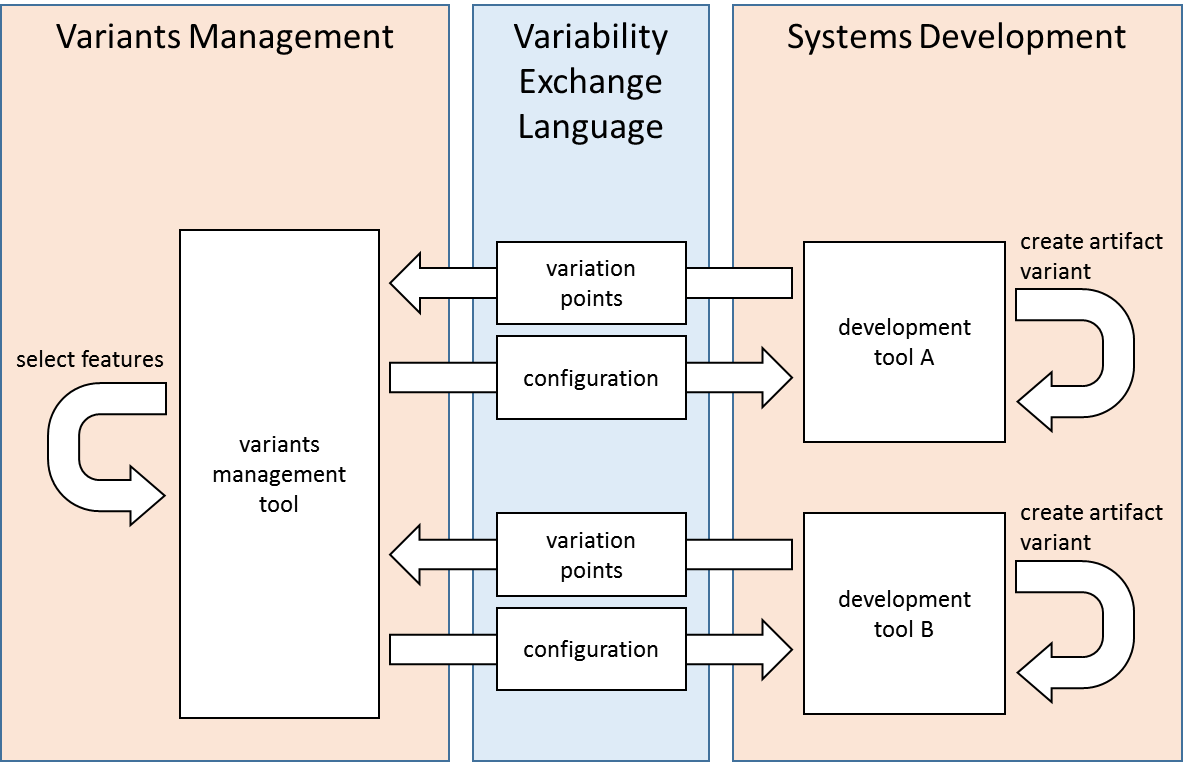 Variants Management
Variability
Exchange
Language
Systems Development
select features
variants
management
tool
variation
points
configuration
variation
points
configuration
development
tool A
create artifact
variant
development
tool B
create artifact
variant